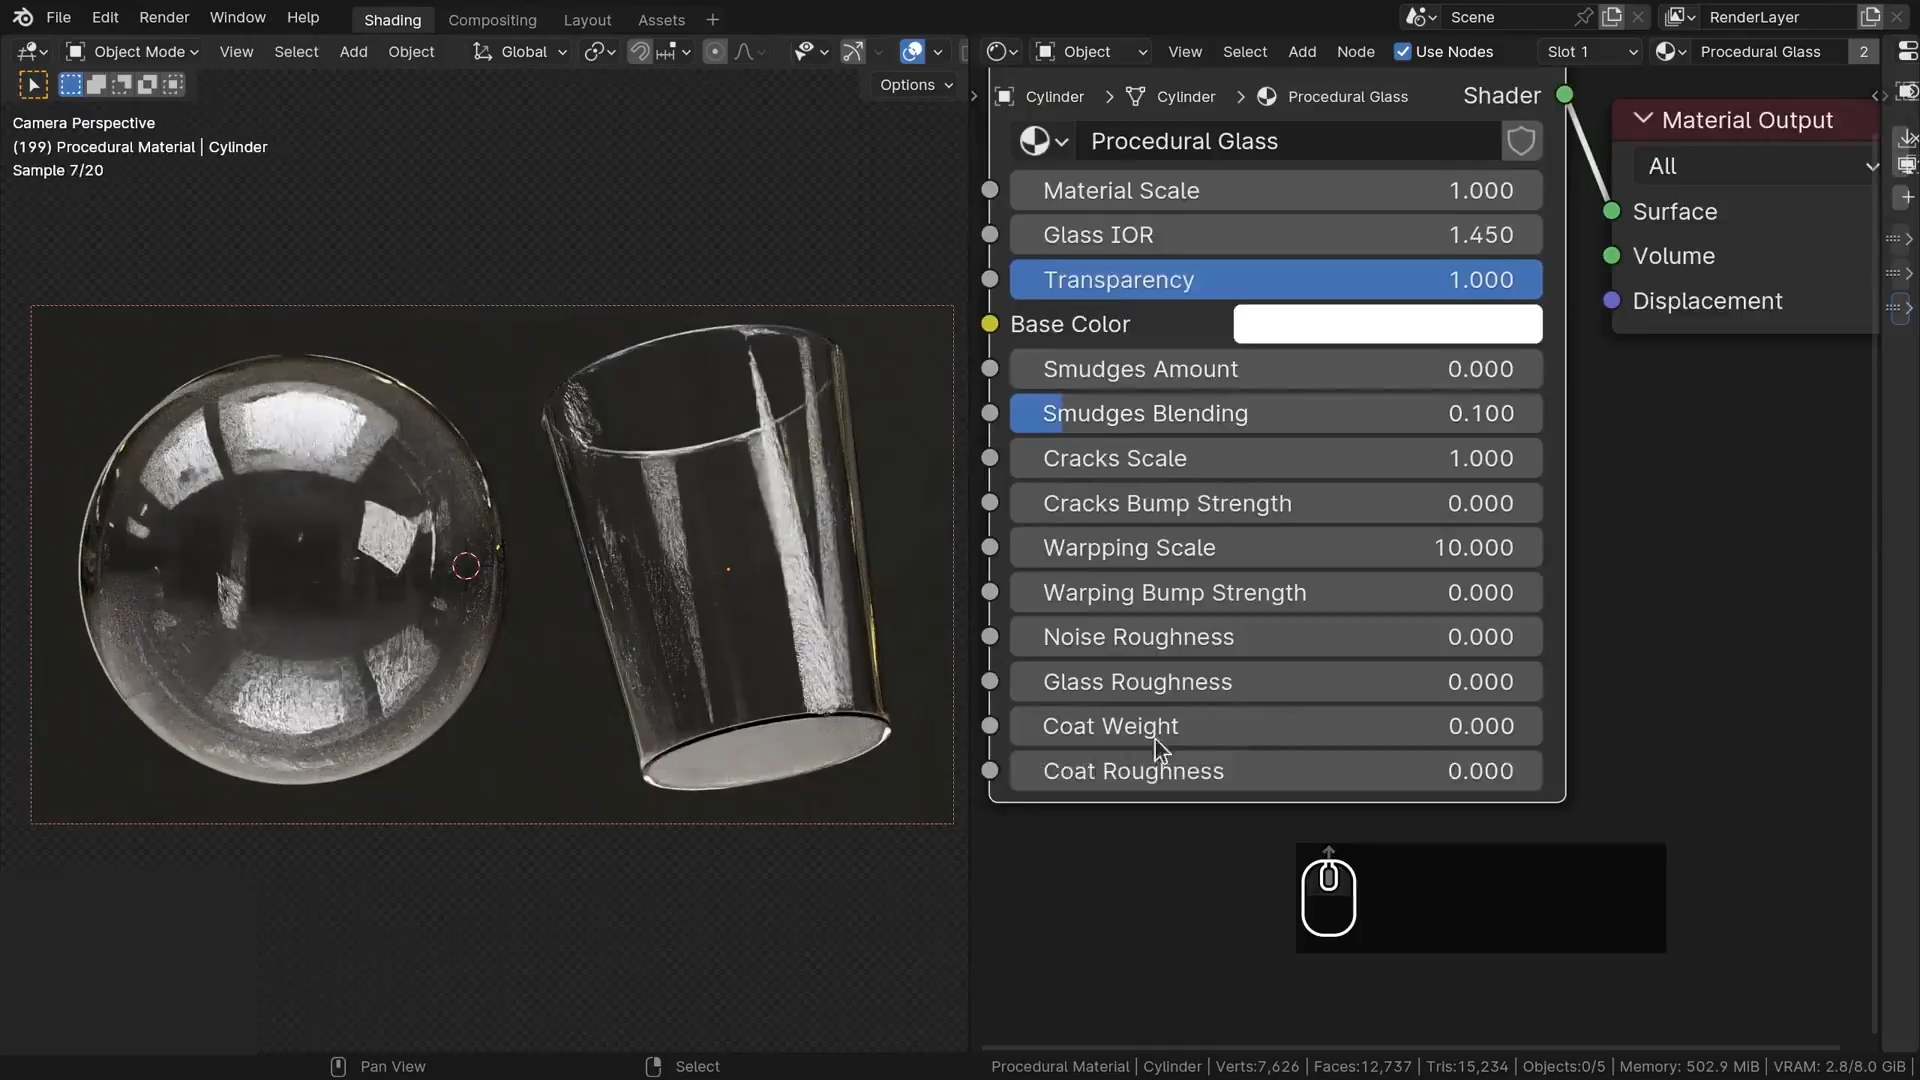 File Edit Render Window Help Shading Compositing Layout Assets Scene RenderLayer
Object Mode View Select Add Object Global Object View Select Add Node Use Nodes Slot 1 Procedural Glass 2
Options
Camera Perspective
(199) Procedural Material | Cylinder
Sample 7/20
Cylinder Cylinder Procedural Glass Shader
Procedural Glass
Material Scale 1.000
Glass IOR 1.450
Transparency 1.000
Base Color
Smudges Amount 0.000
Smudges Blending 0.100
Cracks Scale 1.000
Cracks Bump Strength 0.000
Warpping Scale 10.000
Warping Bump Strength 0.000
Noise Roughness 0.000
Glass Roughness 0.000
Coat Weight 0.000
Coat Roughness 0.000
Material Output
All
Surface
Volume
Displacement
Pan View Select Procedural Material | Cylinder | Verts:7,626 | Faces:12,737 | Tris:15,234 | Objects:0/5 | Memory: 502.9 MiB | VRAM: 2.8/8.0 GiB